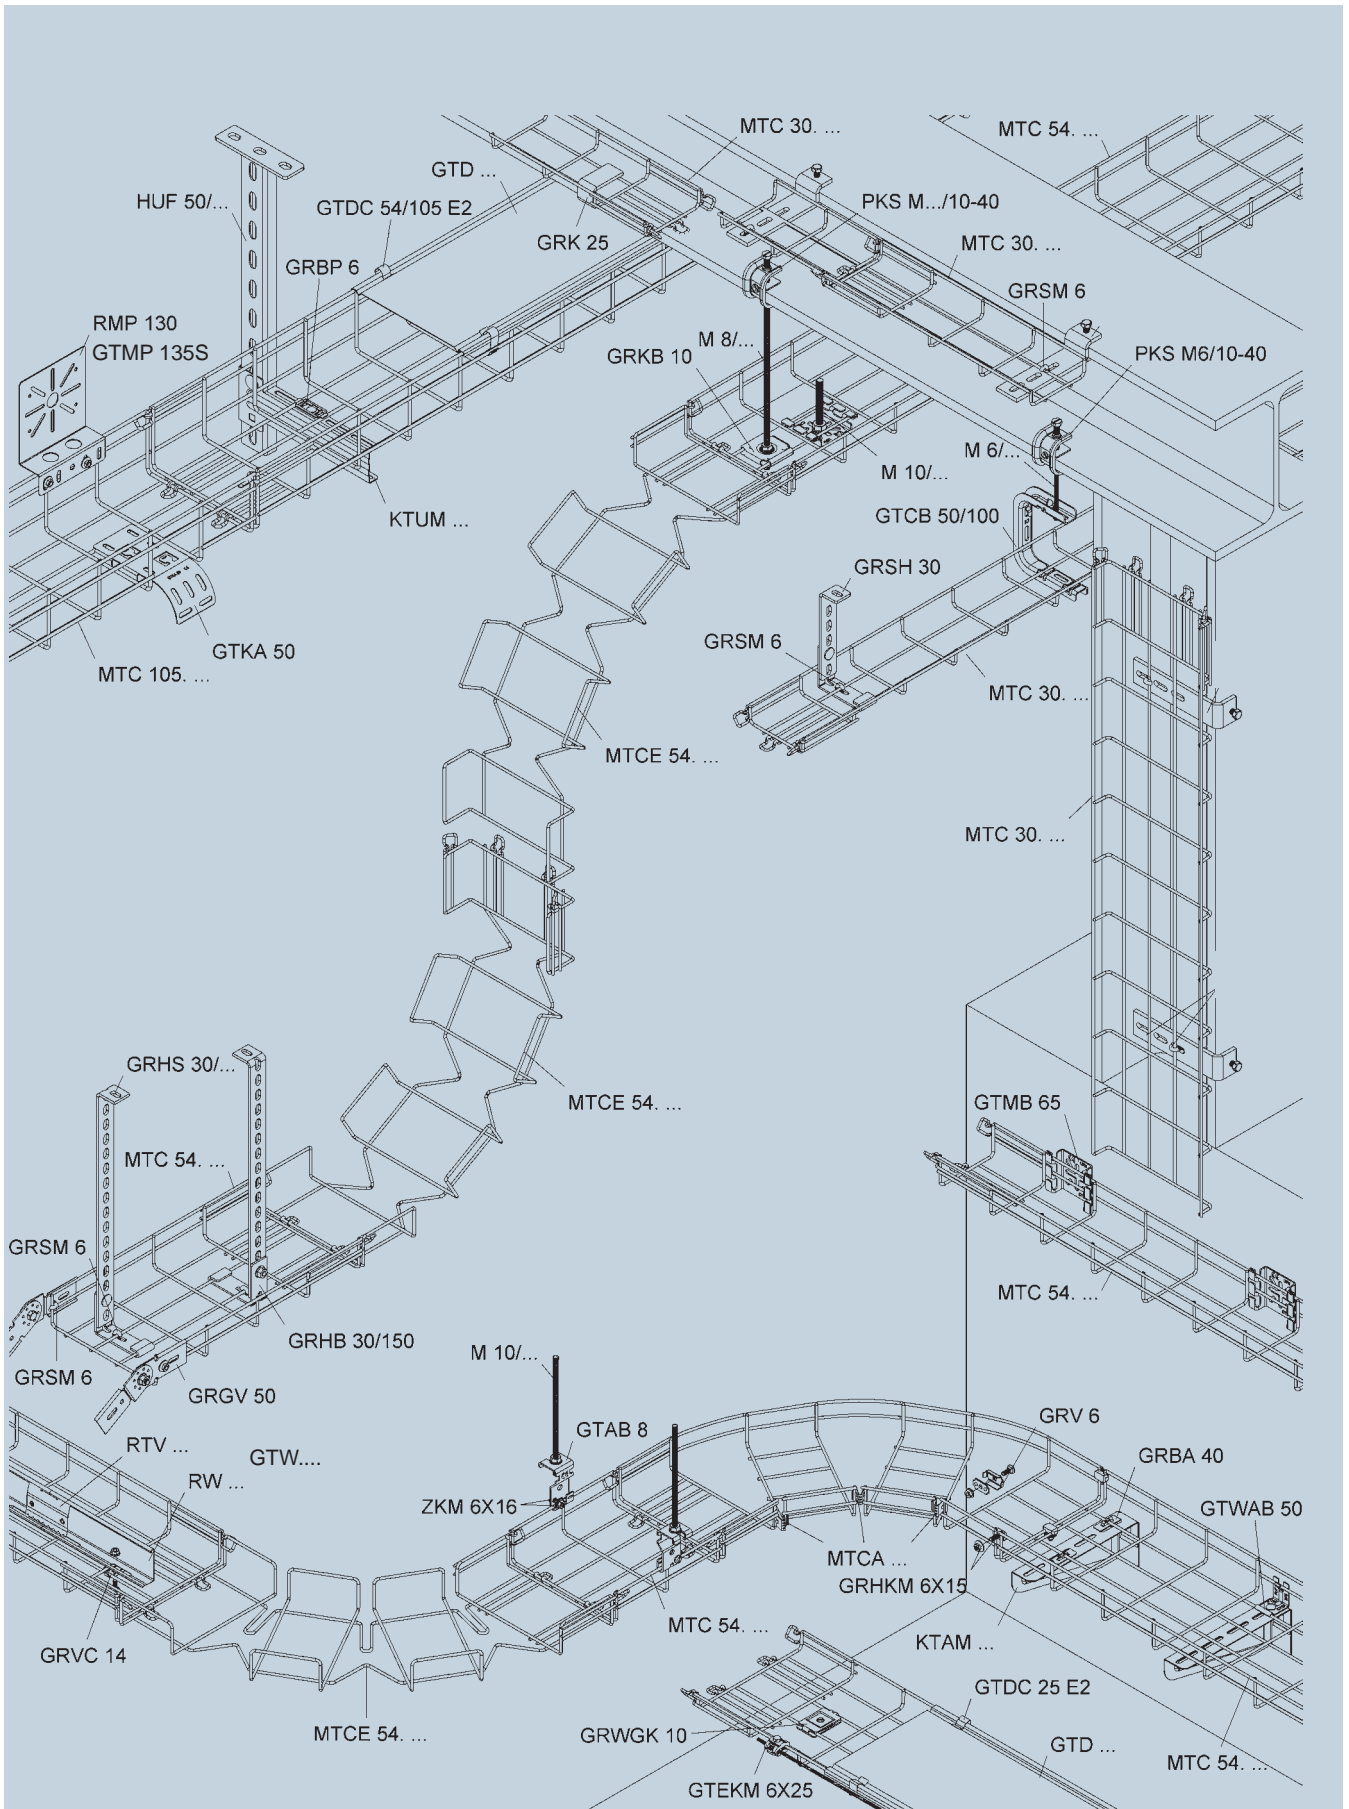 MTC 30. ...
MTC 54. ...
GTD ...
HUF 50/...
GTDC 54/105 E2
PKS M.../10-40
GRK 25
MTC 30. ...
GRBP 6
GRSM 6
RMP 130
GTMP 135S
M 8/...
GRKB 10
PKS M6/10-40
M 6/...
M 10/...
KTUM ...
GTCB 50/100
GRSH 30
GTKA 50
GRSM 6
MTC 105. ...
MTC 30. ...
MTCE 54. ...
MTC 30. ...
GRHS 30/...
MTCE 54. ...
GTMB 65
MTC 54. ...
GRSM 6
MTC 54. ...
GRHB 30/150
M 10/...
GRSM 6
GRGV 50
GRV 6
GTAB 8
RTV ...
GTW....
GRBA 40
RW ...
ZKM 6X16
GTWAB 50
MTCA ...
GRHKM 6X15
MTC 54. ...
KTAM ...
GRVC 14
GTDC 25 E2
MTCE 54. ...
GRWGK 10
GTD ...
MTC 54. ...
GTEKM 6X25